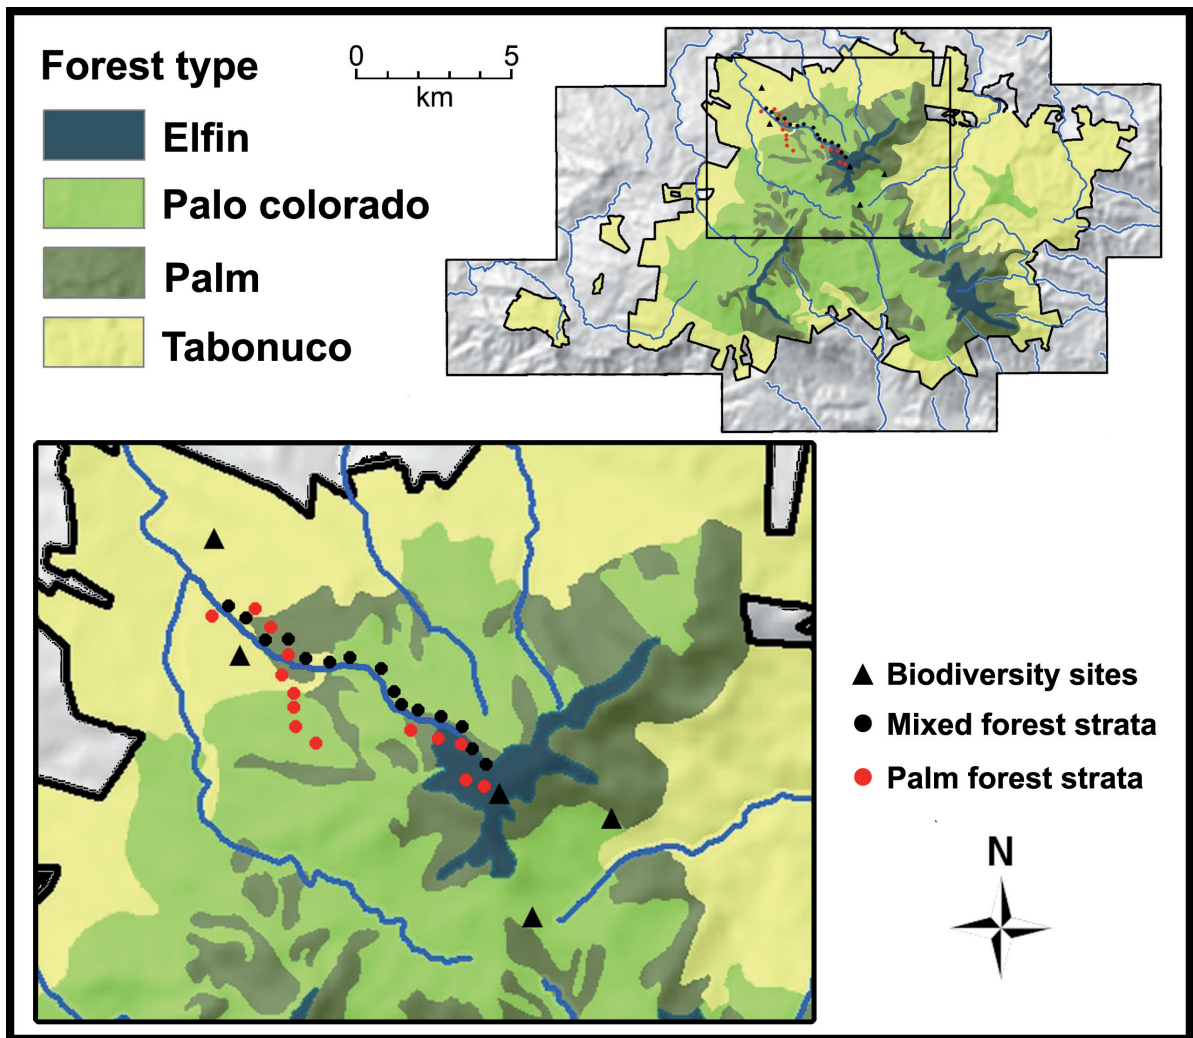 Forest type
0 5
km
Elfin
Palo colorado
Palm
Tabonuco
Biodiversity sites
Mixed forest strata
Palm forest strata
N